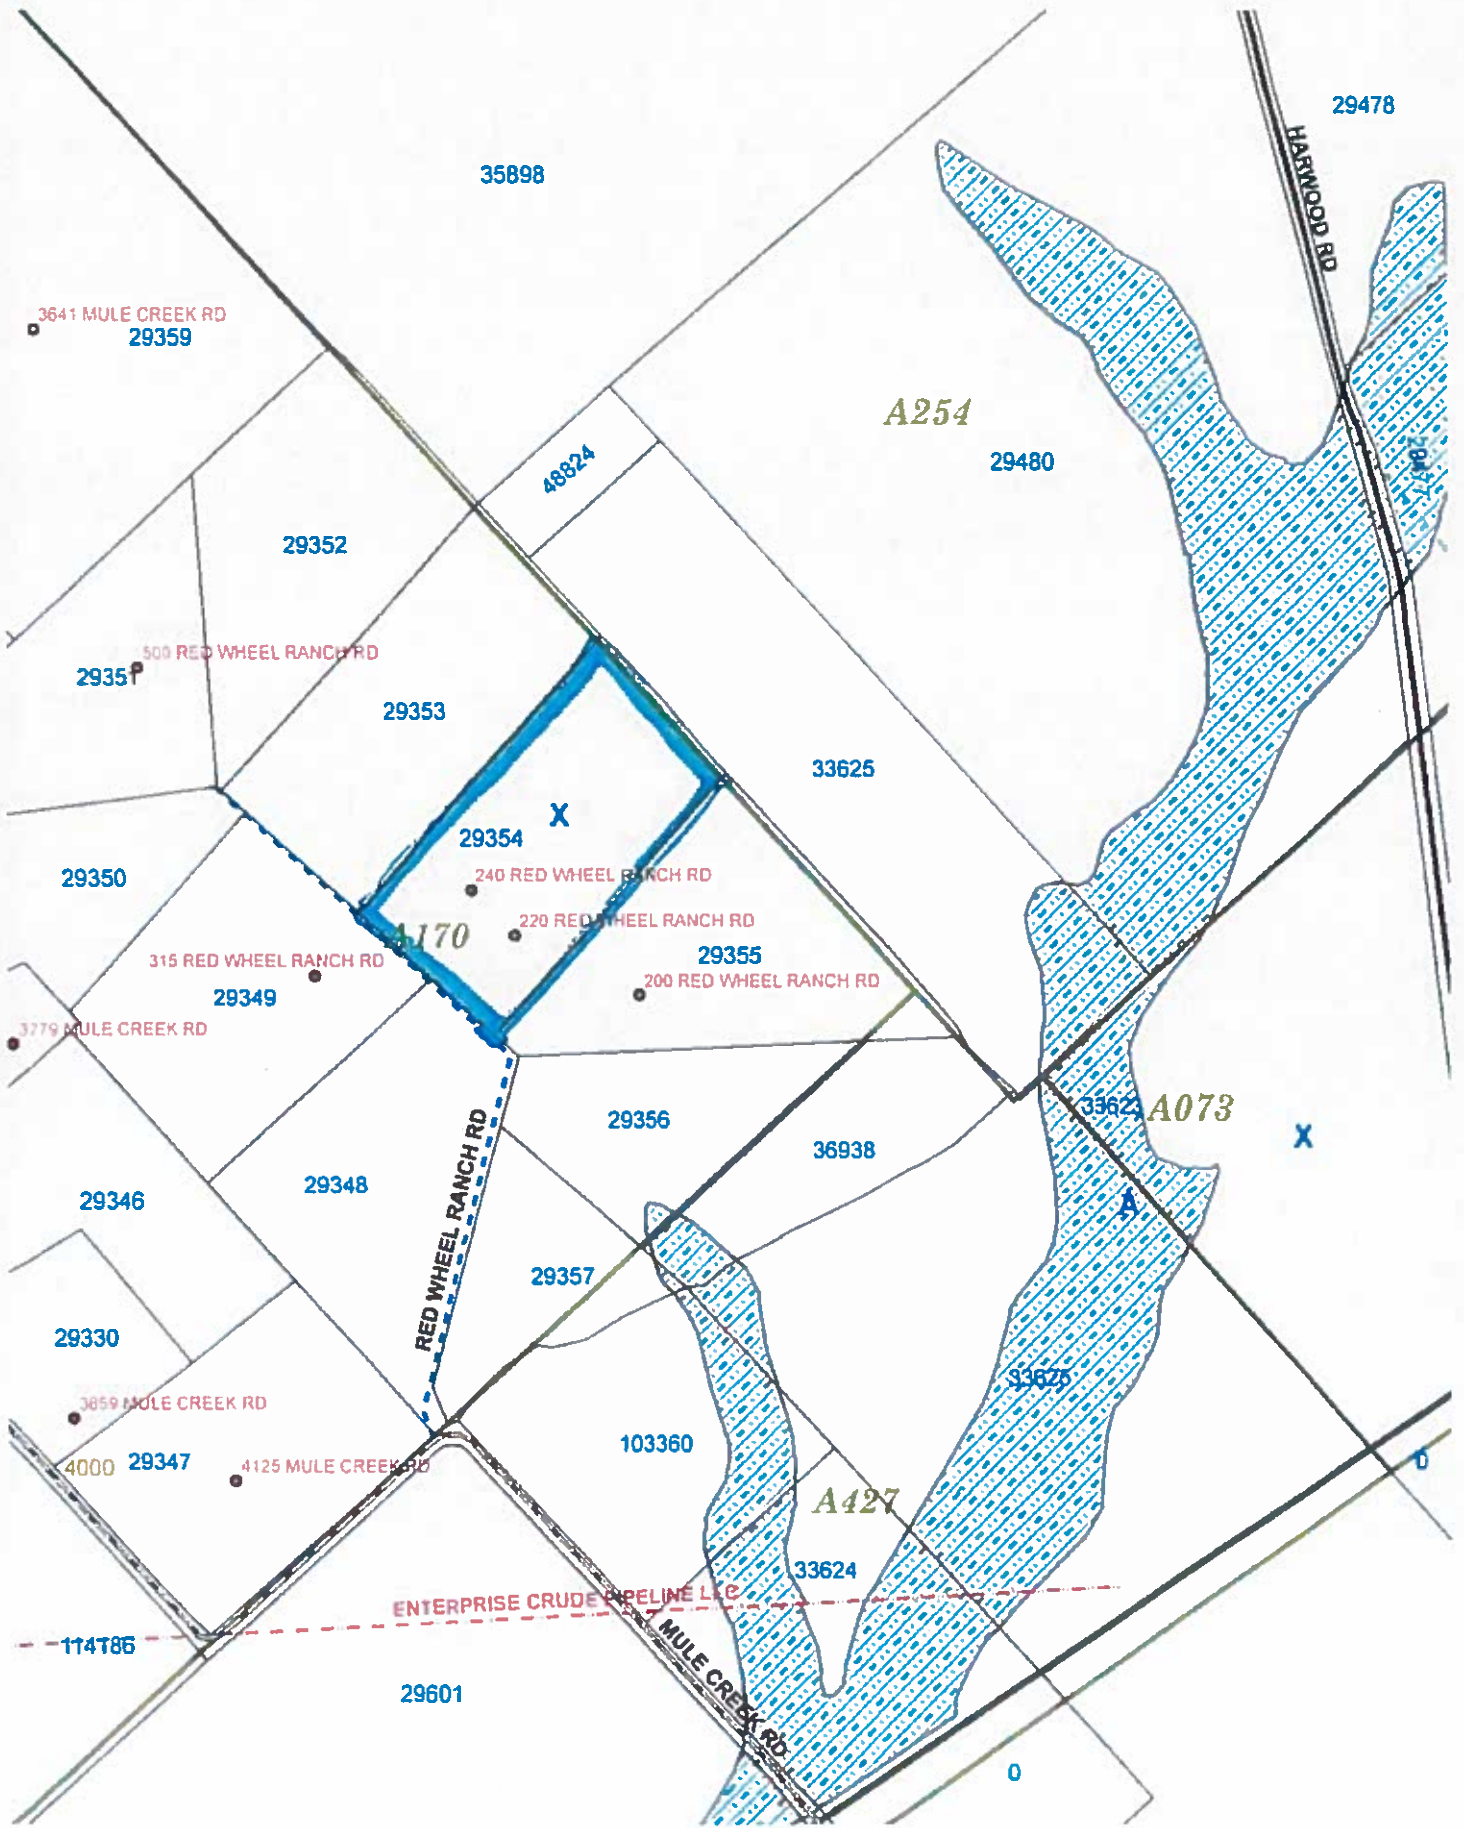 29478
HARWOOD RD
35898
3641 MULE CREEK RD
29359
A254
29480
48824
29477
29352
500 RED WHEEL RANCH RD
29351
29353
33625
X
29354
240 RED WHEEL RANCH RD
29350
220 RED WHEEL RANCH RD
A170
29355
315 RED WHEEL RANCH RD
200 RED WHEEL RANCH RD
29349
3779 MULE CREEK RD
33623
A073
29356
X
36938
RED WHEEL RANCH RD
29348
29346
A
29357
29330
33626
3859 MULE CREEK RD
103360
4000
29347
4125 MULE CREEK RD
0
A427
33624
ENTERPRISE CRUDE PIPELINE LLC
114186
MULE CREEK RD
29601
0